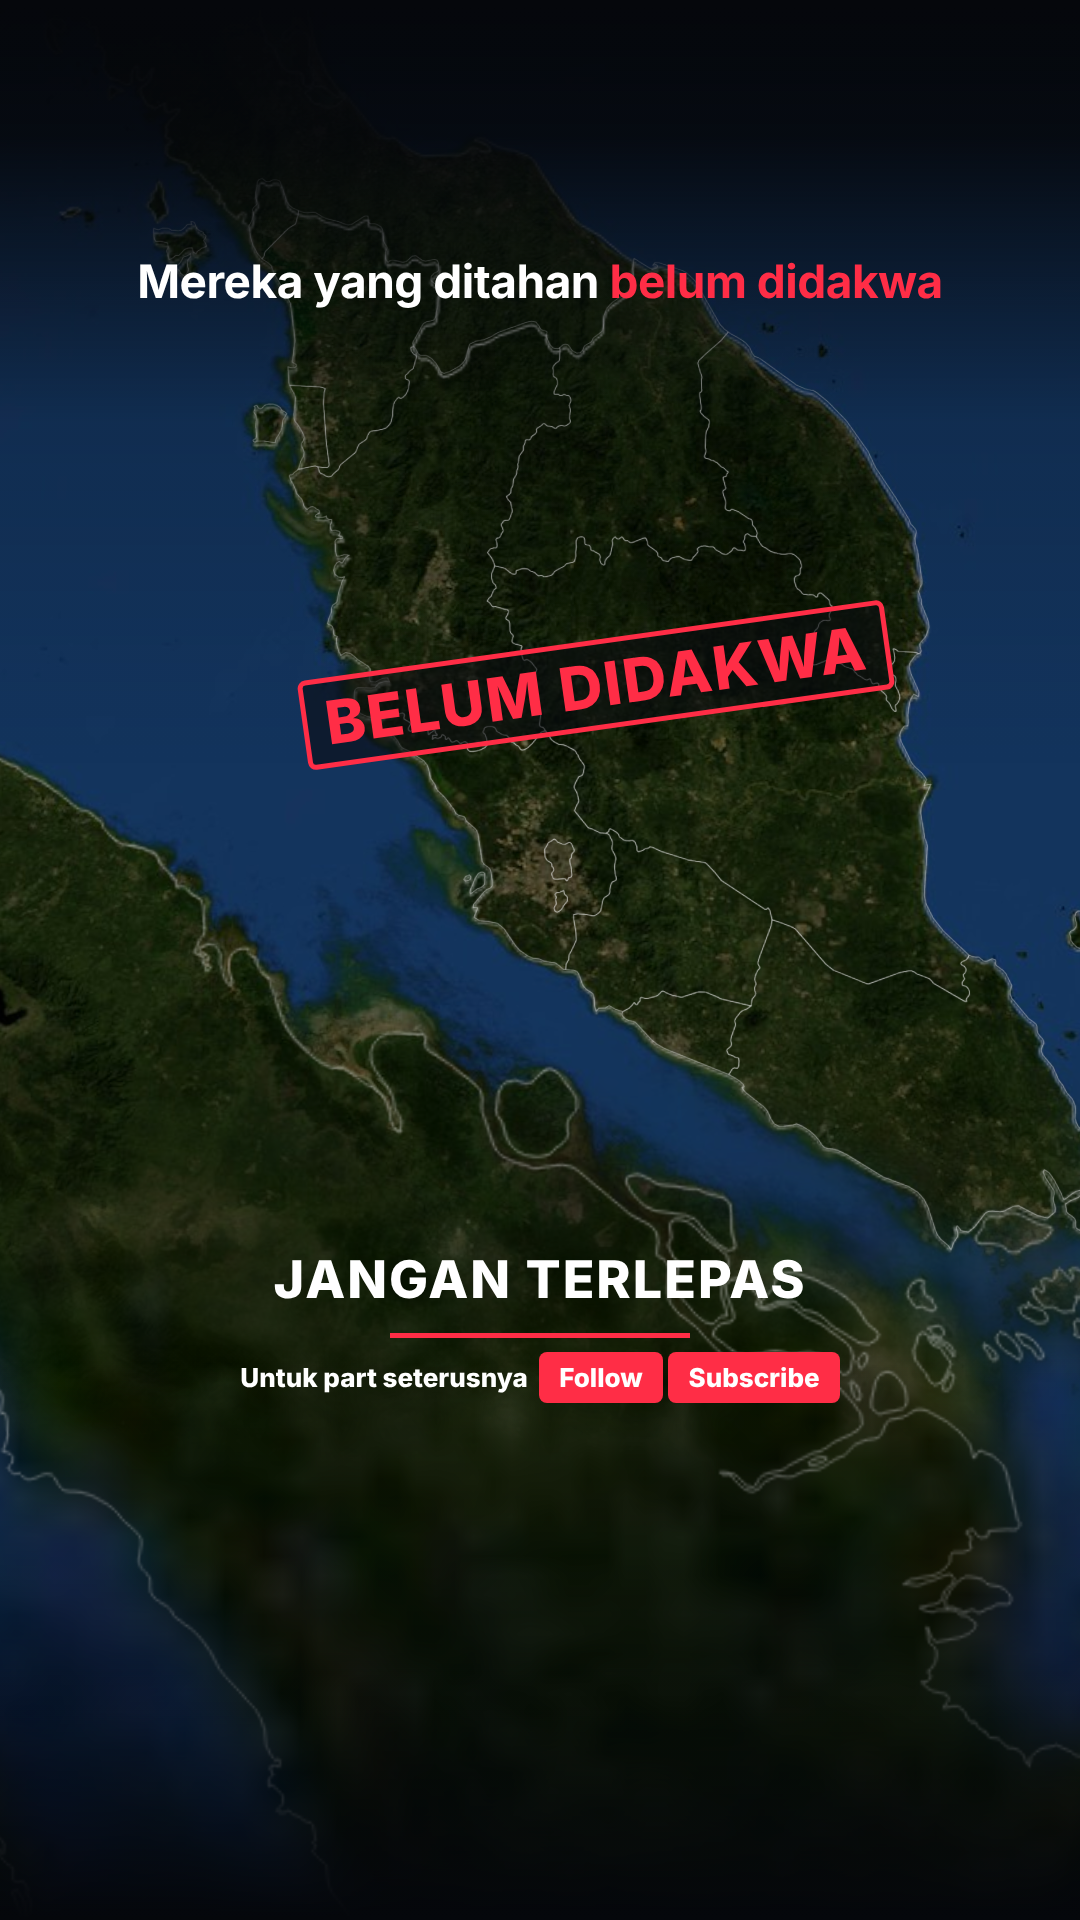 Mereka yang ditahan belum didakwa
BELUM DIDAKWA
JANGAN TERLEPAS
Untuk part seterusnya Follow Subscribe